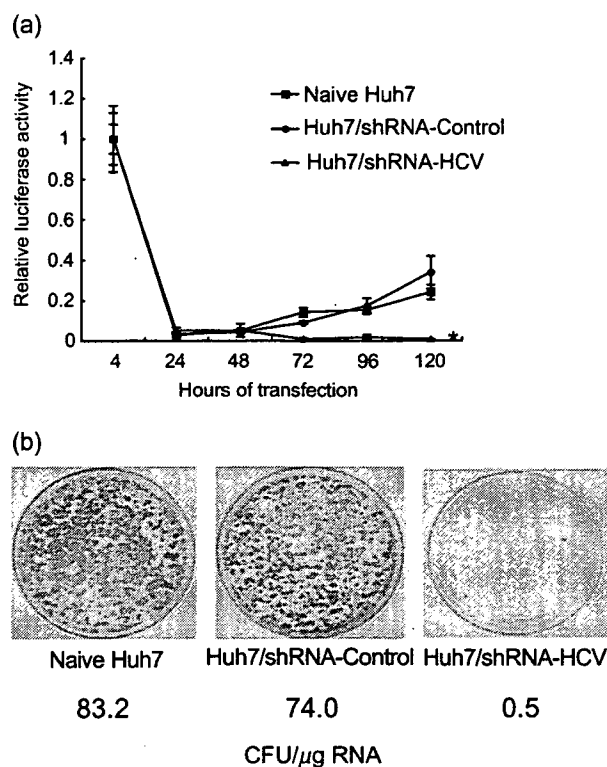 (a)
Relative luciferase activity
1.4
1.2
1
0.8
0.6
0.4
0.2
0
Naive Huh7
Huh7/shRNA-Control
Huh7/shRNA-HCV
*
4 24 48 72 96 120
Hours of transfection
(b)
Naive Huh7 Huh7/shRNA-Control Huh7/shRNA-HCV
83.2 74.0 0.5
CFU/μg RNA